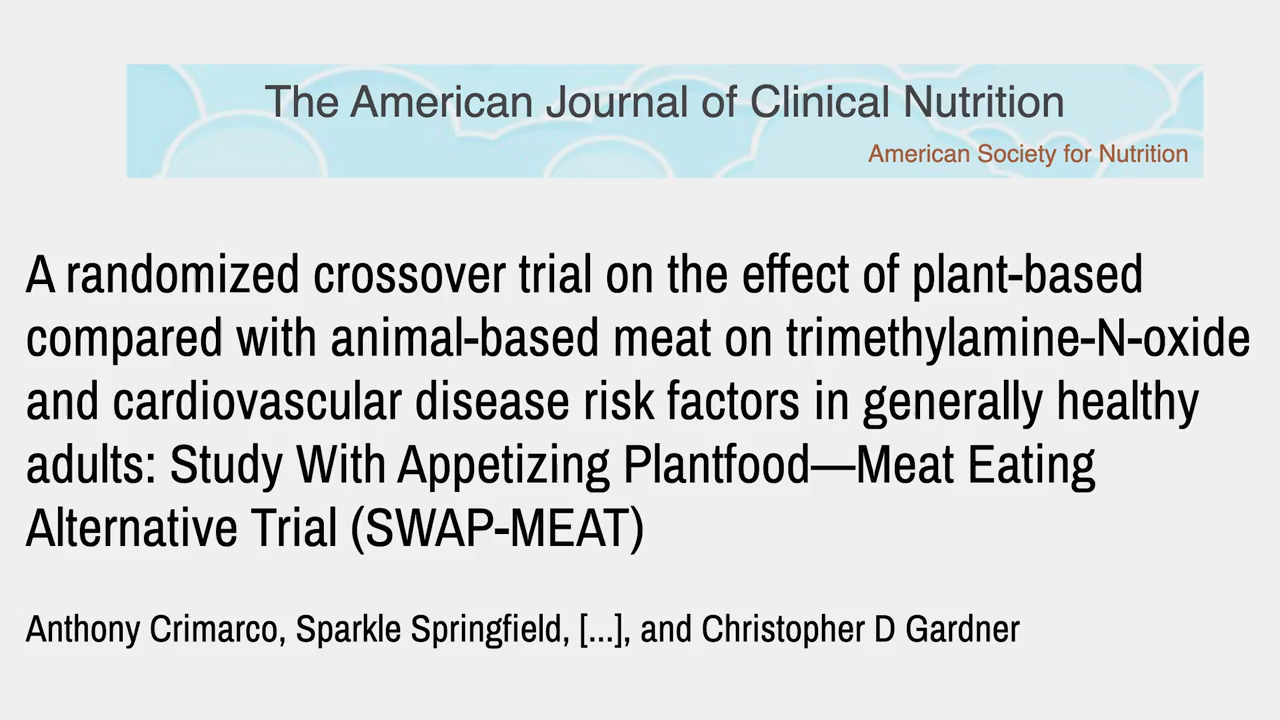 The American Journal of Clinical Nutrition
American Society for Nutrition
A randomized crossover trial on the effect of plant-based
compared with animal-based meat on trimethylamine-N-oxide
and cardiovascular disease risk factors in generally healthy
adults: Study With Appetizing Plantfood—Meat Eating
Alternative Trial (SWAP-MEAT)
Anthony Crimarco, Sparkle Springfield, [...], and Christopher D Gardner